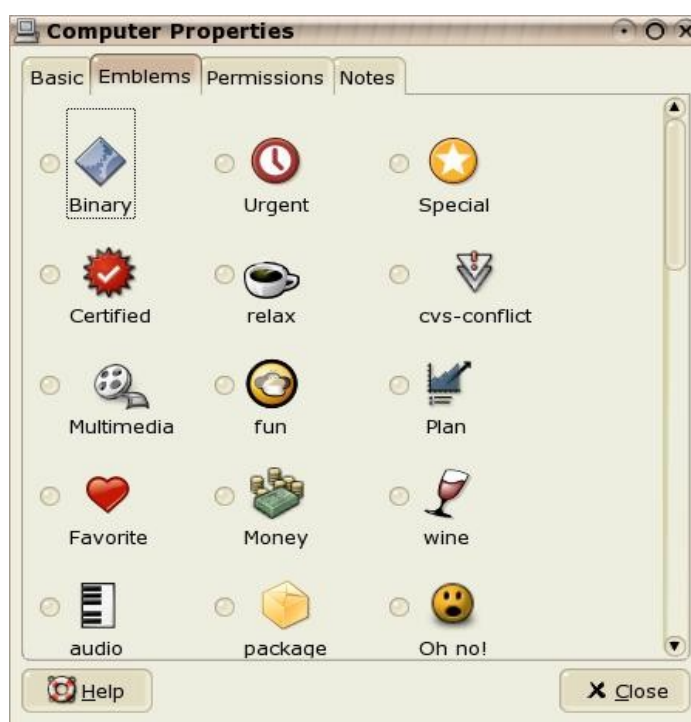 Computer Properties
Basic Emblems Permissions Notes
Binary Urgent Special
Certified relax cvs-conflict
Multimedia fun Plan
Favorite Money wine
audio package Oh no!
Help Close